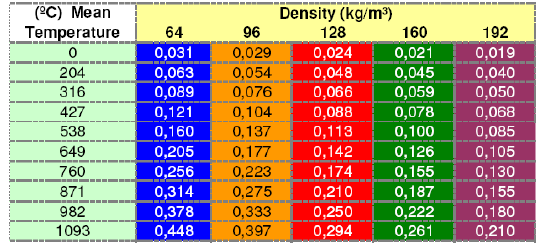 (ºC) Mean Temperature Density (kg/m³)
64 96 128 160 192
0 0,031 0,029 0,024 0,021 0,019
204 0,063 0,054 0,048 0,045 0,040
316 0,089 0,076 0,066 0,059 0,050
427 0,121 0,104 0,088 0,078 0,068
538 0,160 0,137 0,113 0,100 0,085
649 0,205 0,177 0,142 0,126 0,105
760 0,256 0,223 0,174 0,155 0,130
871 0,314 0,275 0,210 0,187 0,155
982 0,378 0,333 0,250 0,222 0,180
1093 0,448 0,397 0,294 0,261 0,210